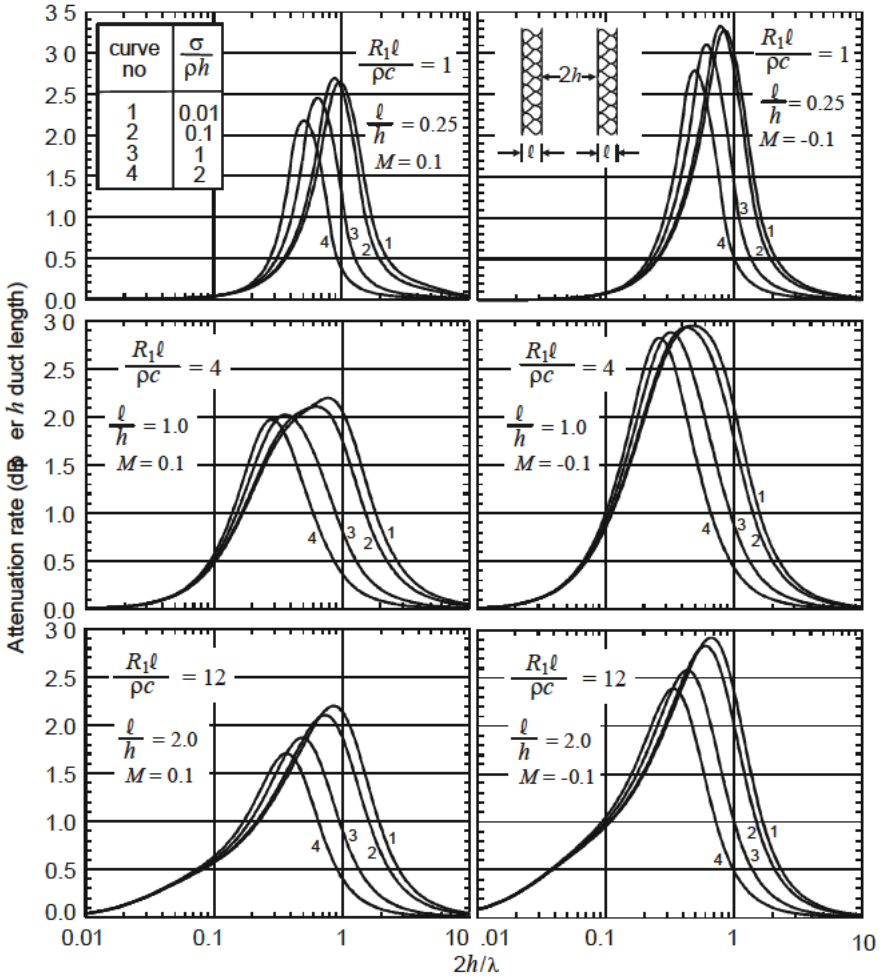 3.5
3.0
2.5
2.0
1.5
1.0
0.5
0.0
curve no
σ/ρh
1 0.01
2 0.1
3 1
4 2
R₁ℓ/ρc = 1
ℓ/h = 0.25
M = 0.1
4
3
2
1
2h
ℓ
ℓ
R₁ℓ/ρc = 1
ℓ/h = 0.25
M = -0.1
4
3
2
1
3 0
2.5
2.0
1.5
1.0
0.5
0.0
R₁ℓ/ρc = 4
ℓ/h = 1.0
M = 0.1
4
3
2
1
R₁ℓ/ρc = 4
ℓ/h = 1.0
M = -0.1
4
3
2
1
3 0
2.5
2.0
1.5
1.0
0.5
0.0
R₁ℓ/ρc = 12
ℓ/h = 2.0
M = 0.1
4
3
2
1
R₁ℓ/ρc = 12
ℓ/h = 2.0
M = -0.1
4
3
2
1
0.01 0.1 1 10
.01 0.1 1 10
2h/λ
Attenuation rate (dB er h duct length)